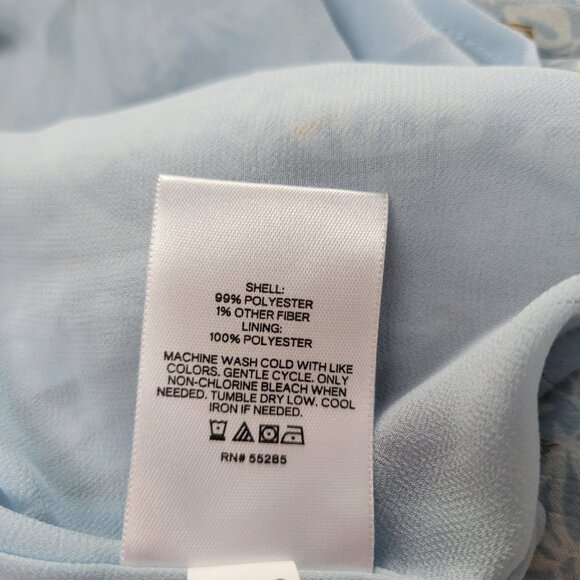 SHELL:
99% POLYESTER
1% OTHER FIBER
LINING:
100% POLYESTER
MACHINE WASH COLD WITH LIKE
COLORS. GENTLE CYCLE. ONLY
NON-CHLORINE BLEACH WHEN
NEEDED. TUMBLE DRY LOW. COOL
IRON IF NEEDED.
RN# 55285